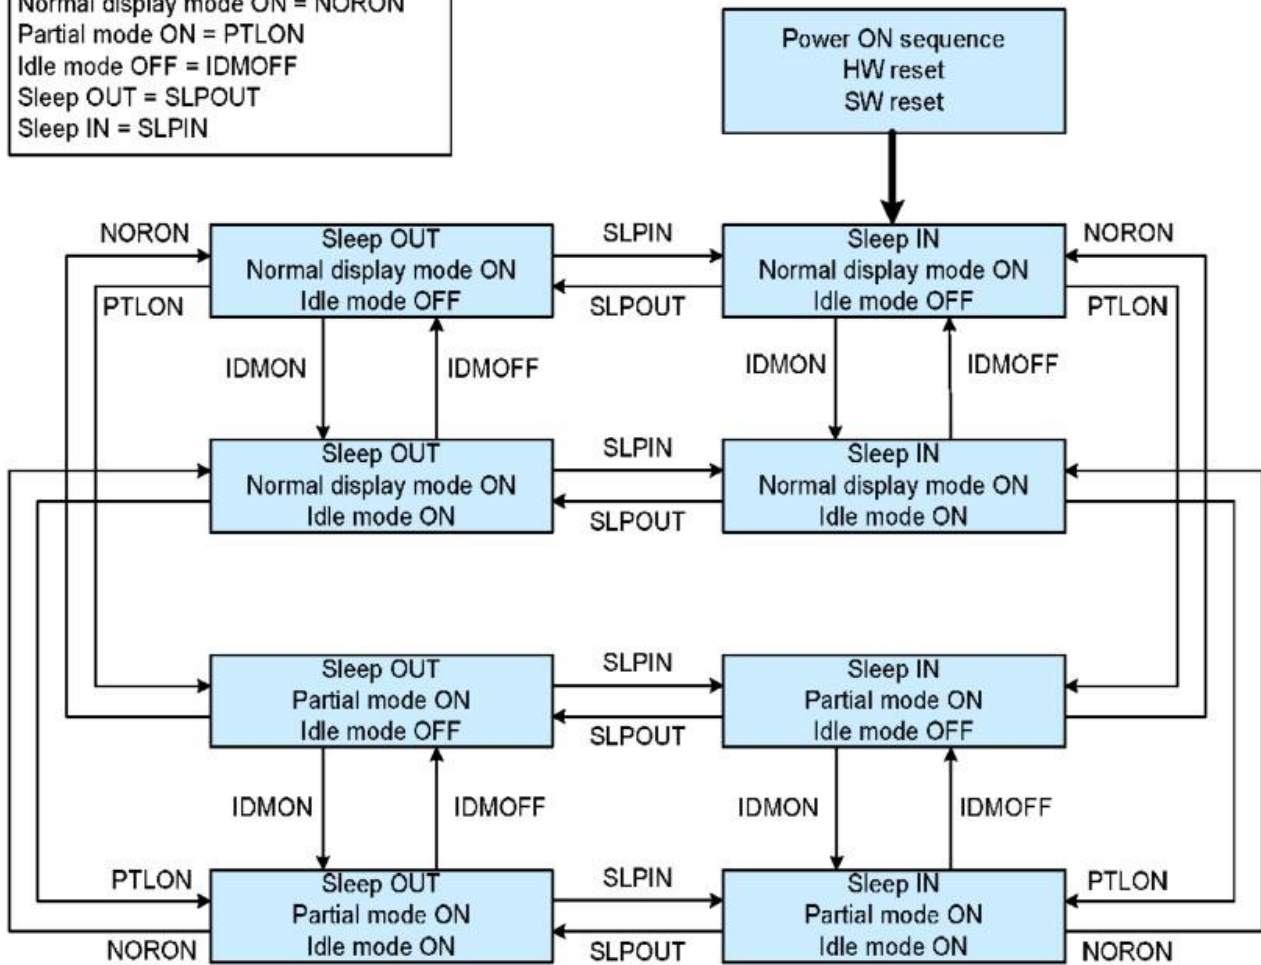 Normal display mode ON = NORON
Partial mode ON = PTLON
Idle mode OFF = IDMOFF
Sleep OUT = SLPOUT
Sleep IN = SLPIN
Power ON sequence
HW reset
SW reset
NORON
Sleep OUT
Normal display mode ON
Idle mode OFF
PTLON
SLPIN
SLPOUT
Sleep IN
Normal display mode ON
Idle mode OFF
NORON
PTLON
IDMON
IDMOFF
IDMON
IDMOFF
Sleep OUT
Normal display mode ON
Idle mode ON
SLPIN
SLPOUT
Sleep IN
Normal display mode ON
Idle mode ON
Sleep OUT
Partial mode ON
Idle mode OFF
SLPIN
SLPOUT
Sleep IN
Partial mode ON
Idle mode OFF
IDMON
IDMOFF
IDMON
IDMOFF
PTLON
NORON
Sleep OUT
Partial mode ON
Idle mode ON
SLPIN
SLPOUT
Sleep IN
Partial mode ON
Idle mode ON
PTLON
NORON